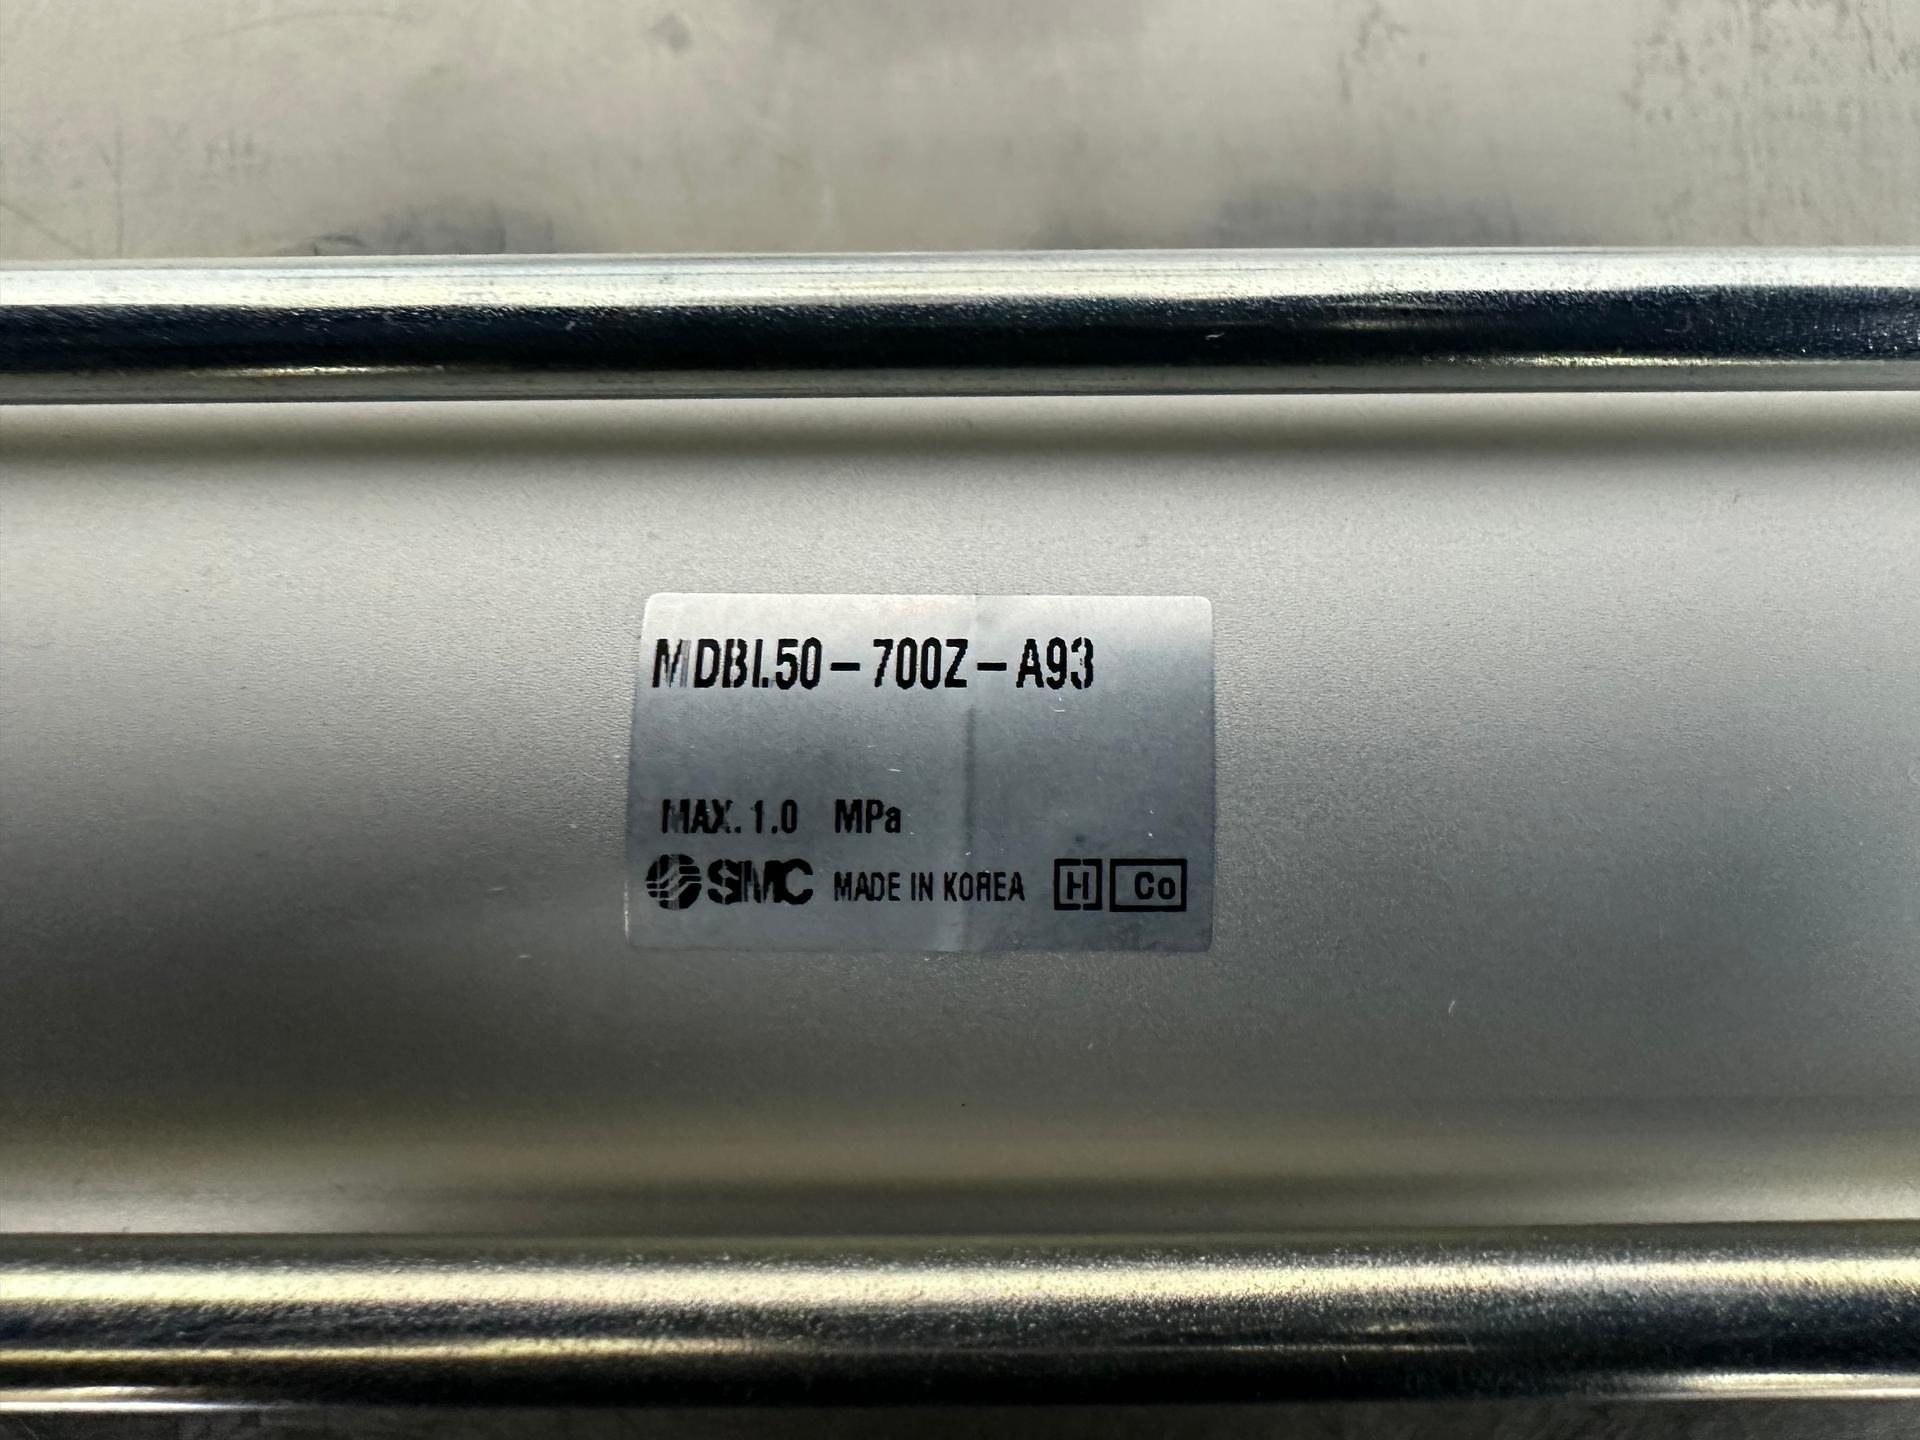 MDBL50-700Z-A93
MAX. 1.0 MPa
SMC MADE IN KOREA H Co